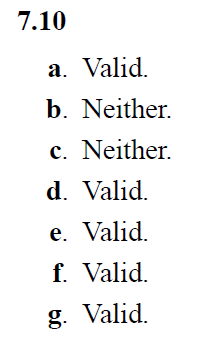 7.10
a. Valid.
b. Neither.
c. Neither.
d. Valid.
e. Valid.
f. Valid.
g. Valid.